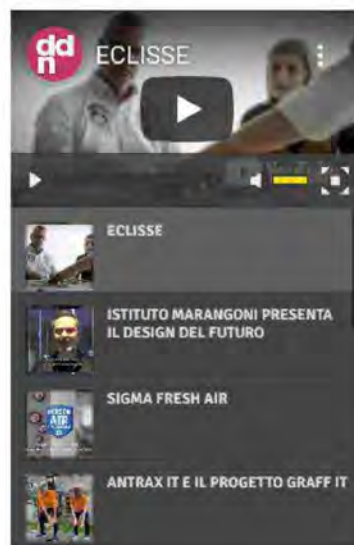 ddn
ECLISSE
ECLISSE
ISTITUTO MARANGONI PRESENTA
IL DESIGN DEL FUTURO
SIGMA FRESH AIR
AIR
ANTRAX IT E IL PROGETTO GRAFF IT